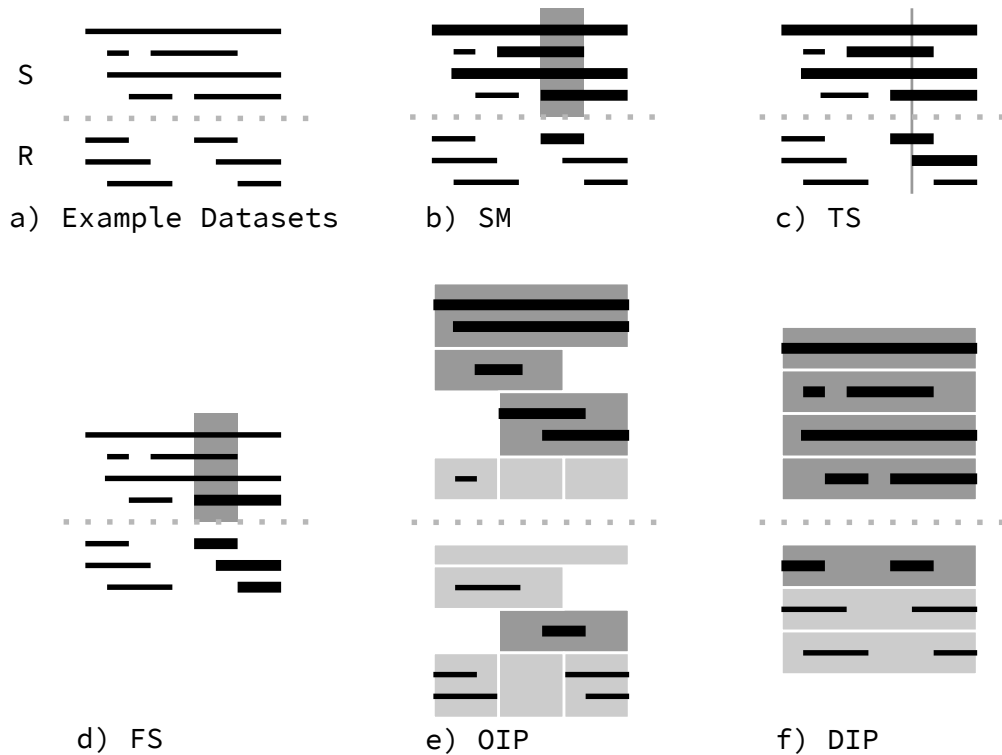 S
R
a) Example Datasets
b) SM
c) TS
d) FS
e) OIP
f) DIP